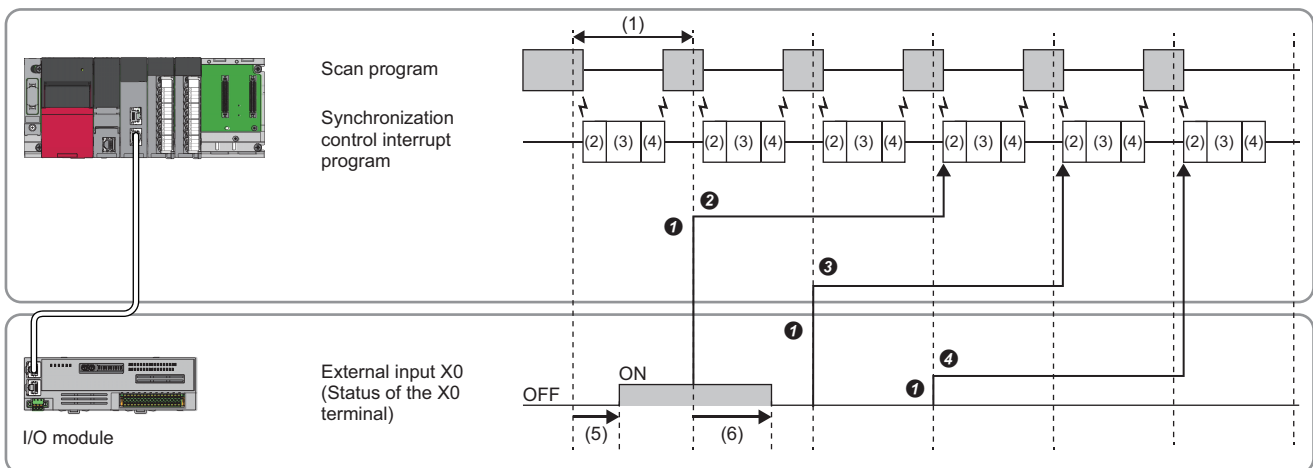 (1)
Scan program
Synchronization
control interrupt
program
(2) (3) (4) (2) (3) (4) (2) (3) (4) (2) (3) (4) (2) (3) (4) (2) (3) (4)
❷
❶
❸
❶
❹
❶
External input X0
(Status of the X0
terminal)
ON
OFF
(5) (6)
I/O module